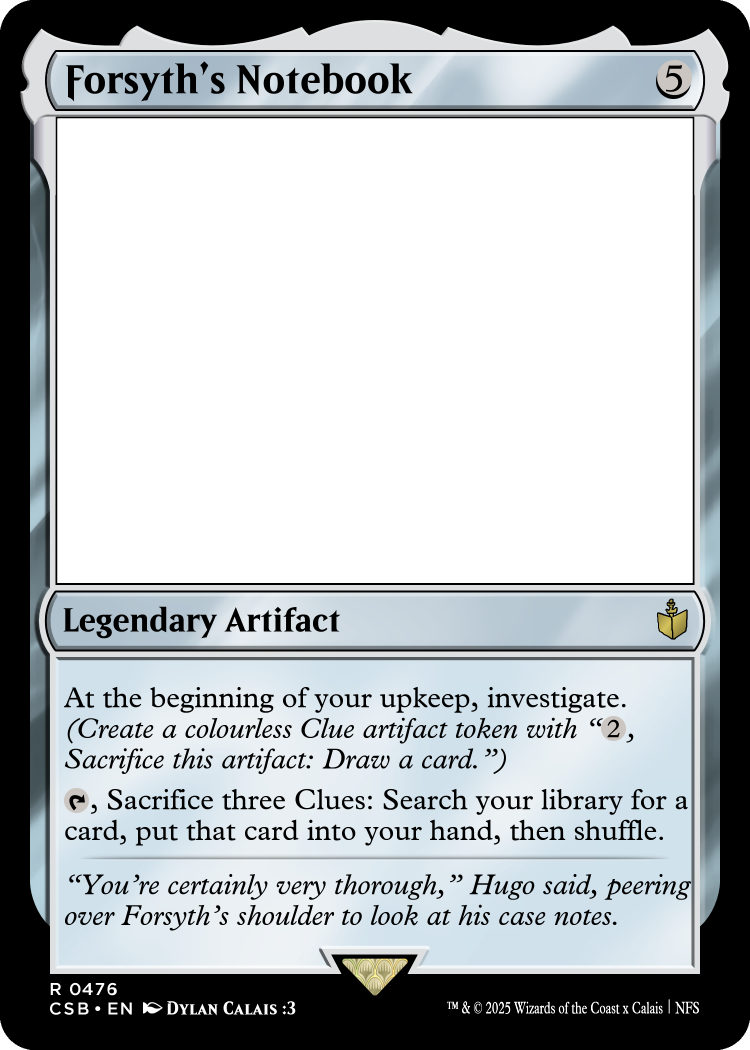 Forsyth's Notebook 5
Legendary Artifact
At the beginning of your upkeep, investigate.
(Create a colourless Clue artifact token with “2,
Sacrifice this artifact: Draw a card.”)
, Sacrifice three Clues: Search your library for a
card, put that card into your hand, then shuffle.
“You’re certainly very thorough,” Hugo said, peering
over Forsyth’s shoulder to look at his case notes.
R 0476
CSB • EN DYLAN CALAIS :3
™ & © 2025 Wizards of the Coast x Calais | NFS